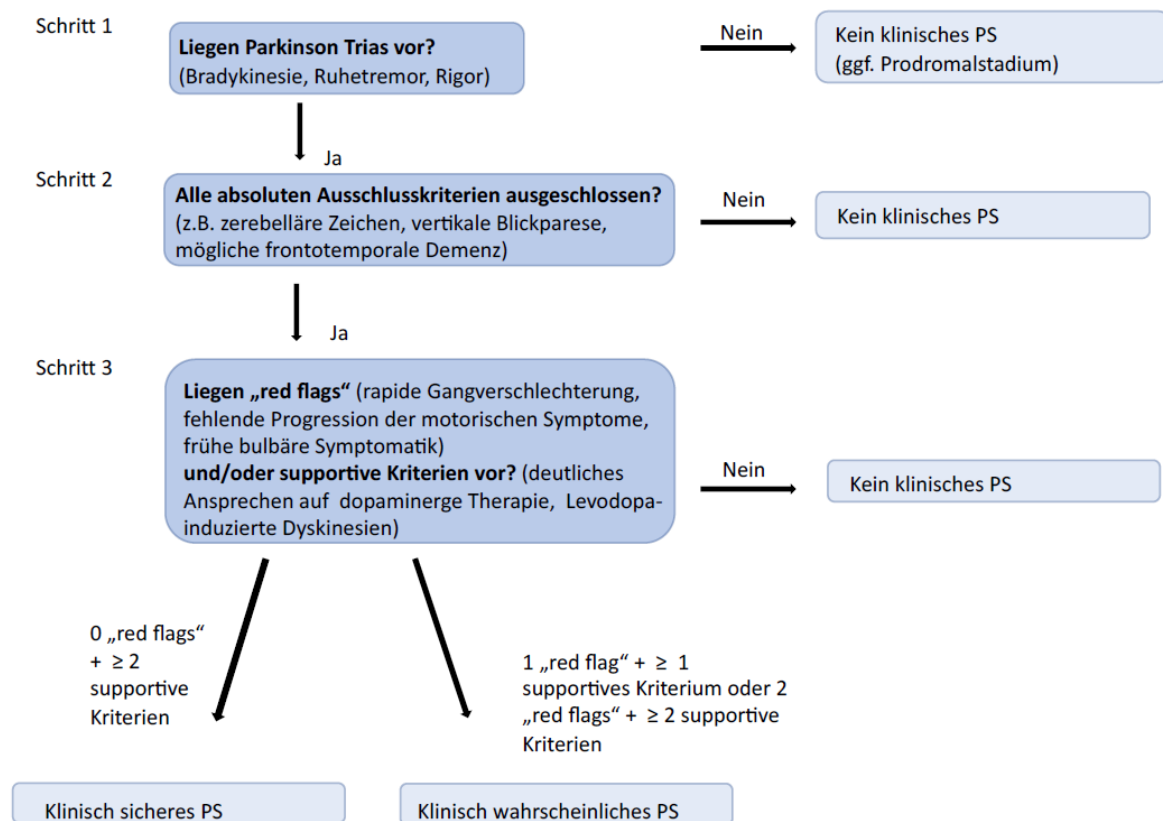 Schritt 1
Liegen Parkinson Trias vor?
(Bradykinesie, Ruhetremor, Rigor)
Nein
Kein klinisches PS
(ggf. Prodromalstadium)
Ja
Schritt 2
Alle absoluten Ausschlusskriterien ausgeschlossen?
(z.B. zerebelläre Zeichen, vertikale Blickparese,
mögliche frontotemporale Demenz)
Nein
Kein klinisches PS
Ja
Schritt 3
Liegen „red flags“ (rapide Gangverschlechterung,
fehlende Progression der motorischen Symptome,
frühe bulbäre Symptomatik)
und/oder supportive Kriterien vor? (deutliches
Ansprechen auf dopaminerge Therapie, Levodopa-
induzierte Dyskinesien)
Nein
Kein klinisches PS
0 „red flags“
+ ≥ 2
supportive
Kriterien
1 „red flag“ + ≥ 1
supportives Kriterium oder 2
„red flags“ + ≥ 2 supportive
Kriterien
Klinisch sicheres PS
Klinisch wahrscheinliches PS